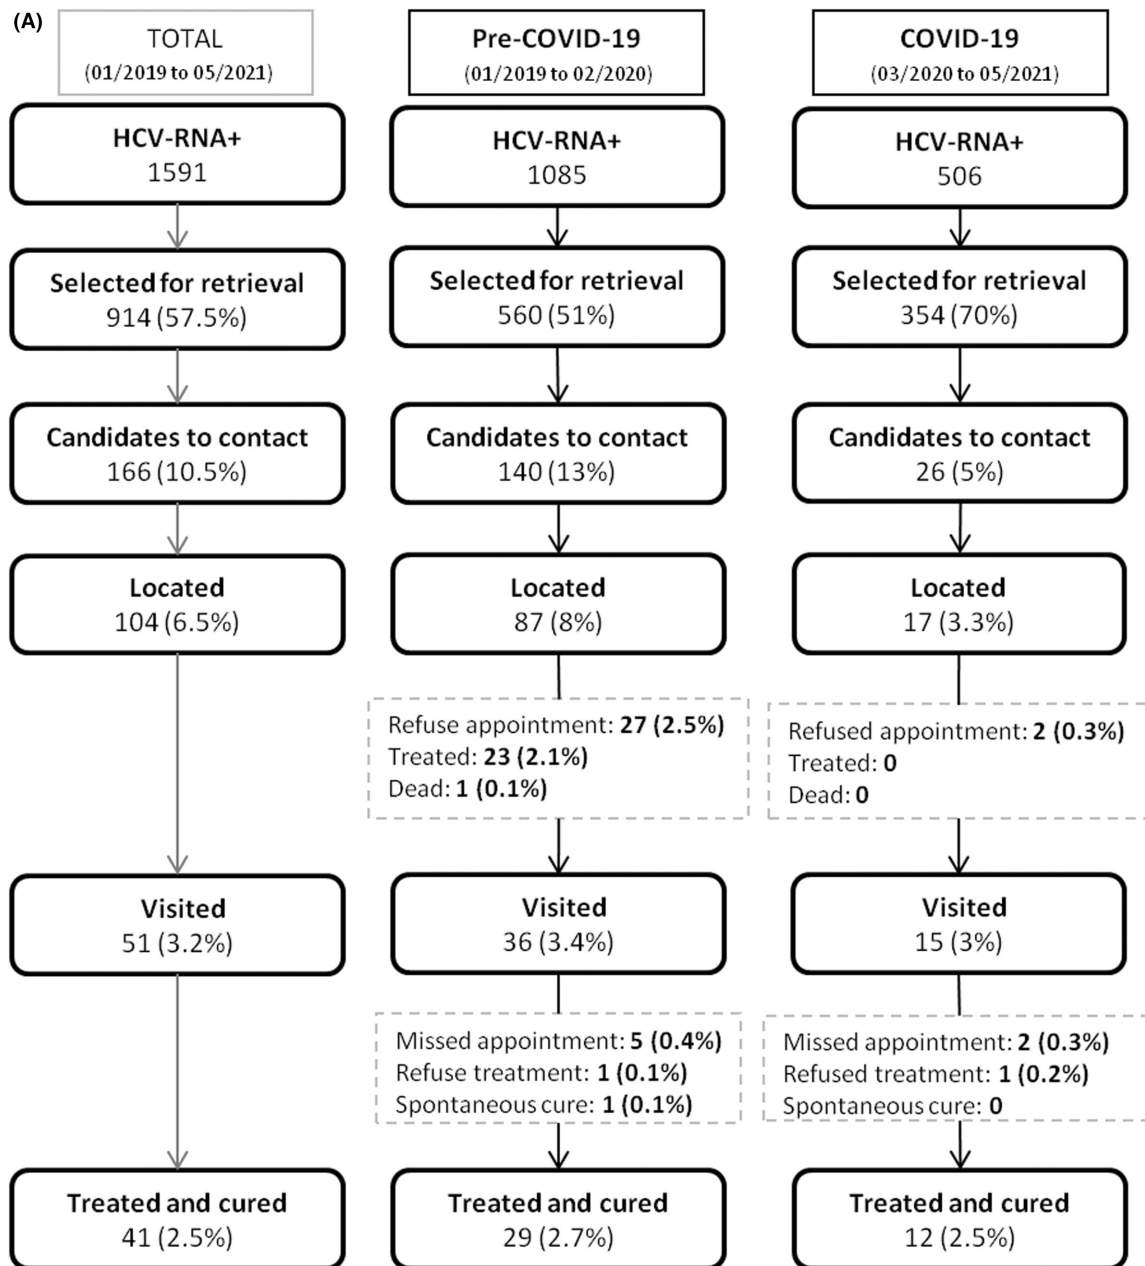 (A)
TOTAL
(01/2019 to 05/2021)
HCV-RNA+
1591
Selected for retrieval
914 (57.5%)
Candidates to contact
166 (10.5%)
Located
104 (6.5%)
Visited
51 (3.2%)
Treated and cured
41 (2.5%)
Pre-COVID-19
(01/2019 to 02/2020)
HCV-RNA+
1085
Selected for retrieval
560 (51%)
Candidates to contact
140 (13%)
Located
87 (8%)
Refuse appointment: 27 (2.5%)
Treated: 23 (2.1%)
Dead: 1 (0.1%)
Visited
36 (3.4%)
Missed appointment: 5 (0.4%)
Refuse treatment: 1 (0.1%)
Spontaneous cure: 1 (0.1%)
Treated and cured
29 (2.7%)
COVID-19
(03/2020 to 05/2021)
HCV-RNA+
506
Selected for retrieval
354 (70%)
Candidates to contact
26 (5%)
Located
17 (3.3%)
Refused appointment: 2 (0.3%)
Treated: 0
Dead: 0
Visited
15 (3%)
Missed appointment: 2 (0.3%)
Refused treatment: 1 (0.2%)
Spontaneous cure: 0
Treated and cured
12 (2.5%)